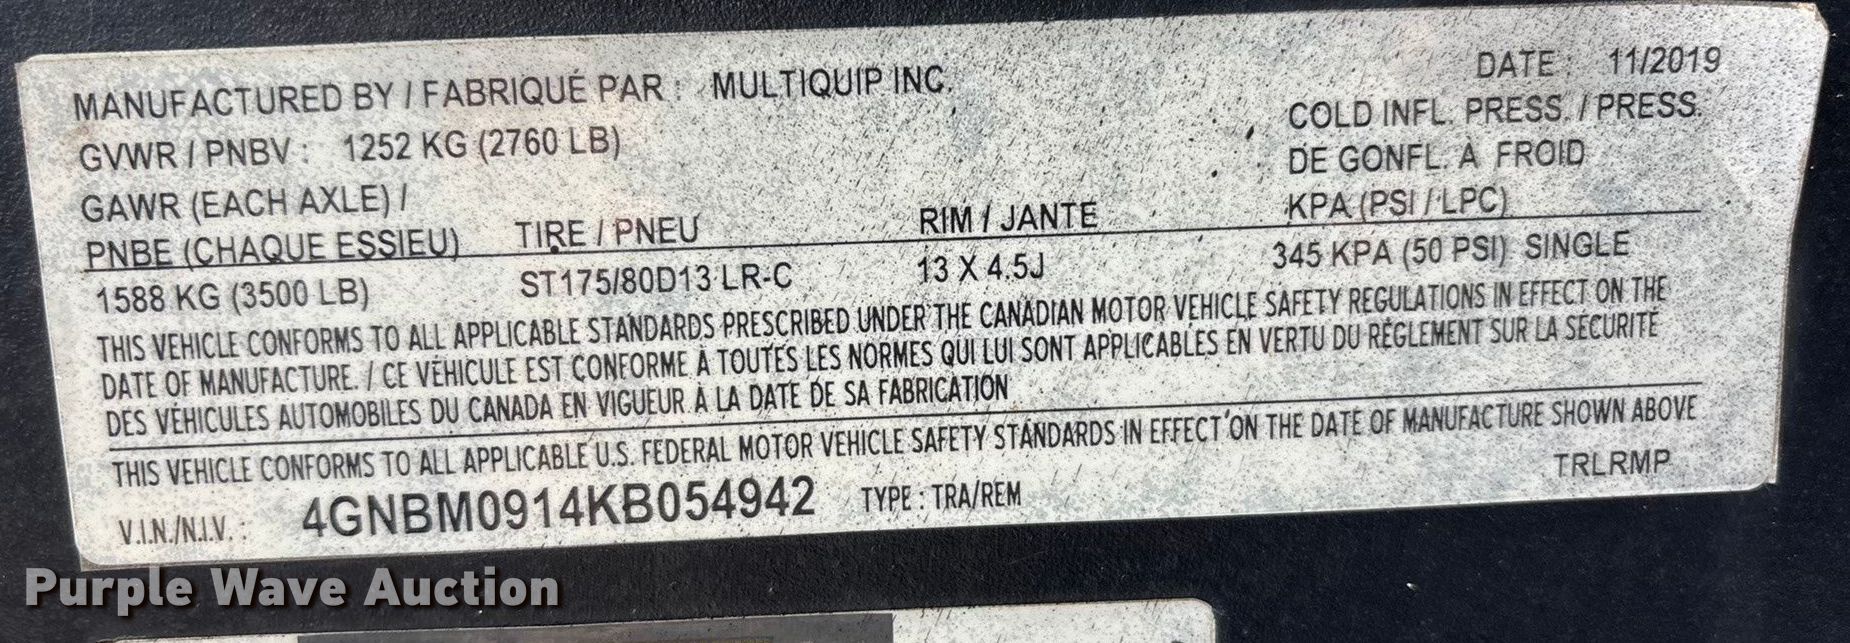 MANUFACTURED BY / FABRIQUÉ PAR : MULTIQUIP INC.
DATE : 11/2019
GVWR / PNBV : 1252 KG (2760 LB)
COLD INFL. PRESS. / PRESS.
DE GONFL. À FROID
KPA (PSI / LPC)
GAWR (EACH AXLE) /
PNBE (CHAQUE ESSIEU) TIRE / PNEU RIM / JANTE
1588 KG (3500 LB) ST175/80D13 LR-C 13 X 4.5J 345 KPA (50 PSI) SINGLE
THIS VEHICLE CONFORMS TO ALL APPLICABLE STANDARDS PRESCRIBED UNDER THE CANADIAN MOTOR VEHICLE SAFETY REGULATIONS IN EFFECT ON THE
DATE OF MANUFACTURE. / CE VÉHICULE EST CONFORME À TOUTES LES NORMES QUI LUI SONT APPLICABLES EN VERTU DU RÈGLEMENT SUR LA SÉCURITÉ
DES VÉHICULES AUTOMOBILES DU CANADA EN VIGUEUR À LA DATE DE SA FABRICATION
THIS VEHICLE CONFORMS TO ALL APPLICABLE U.S. FEDERAL MOTOR VEHICLE SAFETY STANDARDS IN EFFECT ON THE DATE OF MANUFACTURE SHOWN ABOVE
V.I.N./N.I.V. : 4GNBM0914KB054942 TYPE : TRA/REM TRLRMP
Purple Wave Auction